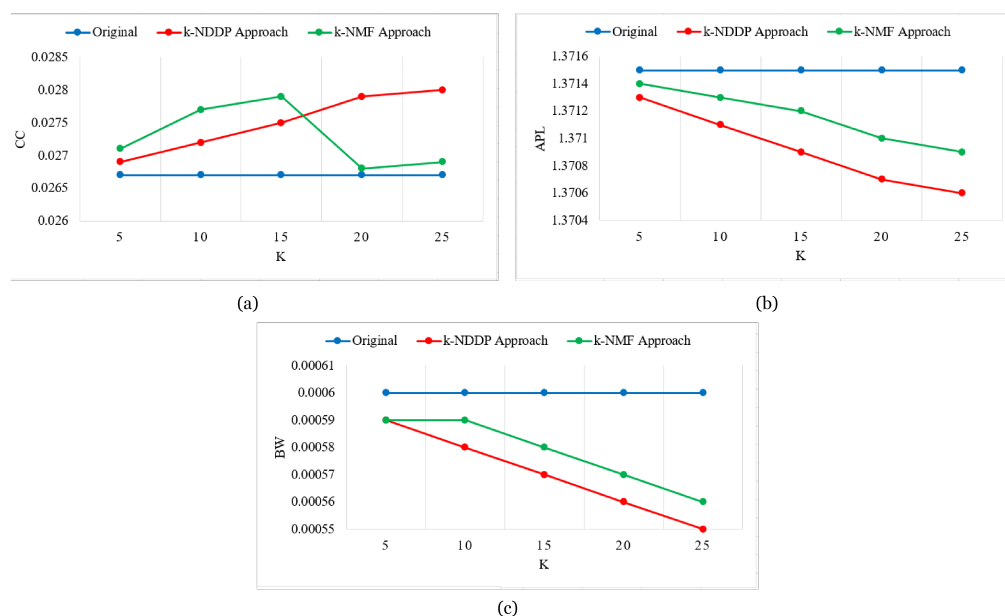 Original k-NDDP Approach k-NMF Approach
0.0285
0.028
0.0275
0.027
0.0265
0.026
CC
5 10 15 20 25
K
(a)
Original k-NDDP Approach k-NMF Approach
1.3716
1.3714
1.3712
1.371
1.3708
1.3706
1.3704
APL
5 10 15 20 25
K
(b)
Original k-NDDP Approach k-NMF Approach
0.00061
0.0006
0.00059
0.00058
0.00057
0.00056
0.00055
BW
5 10 15 20 25
K
(c)